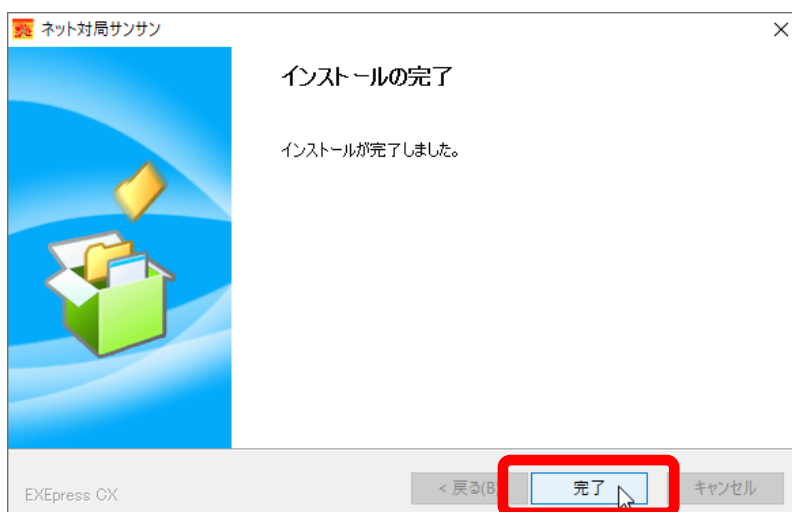 ネット対局サンサン
インストールの完了
インストールが完了しました。
EXEpress CX
< 戻る(B)
完了
キャンセル